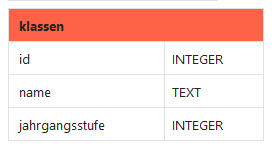 klassen
id INTEGER
name TEXT
jahrgangsstufe INTEGER